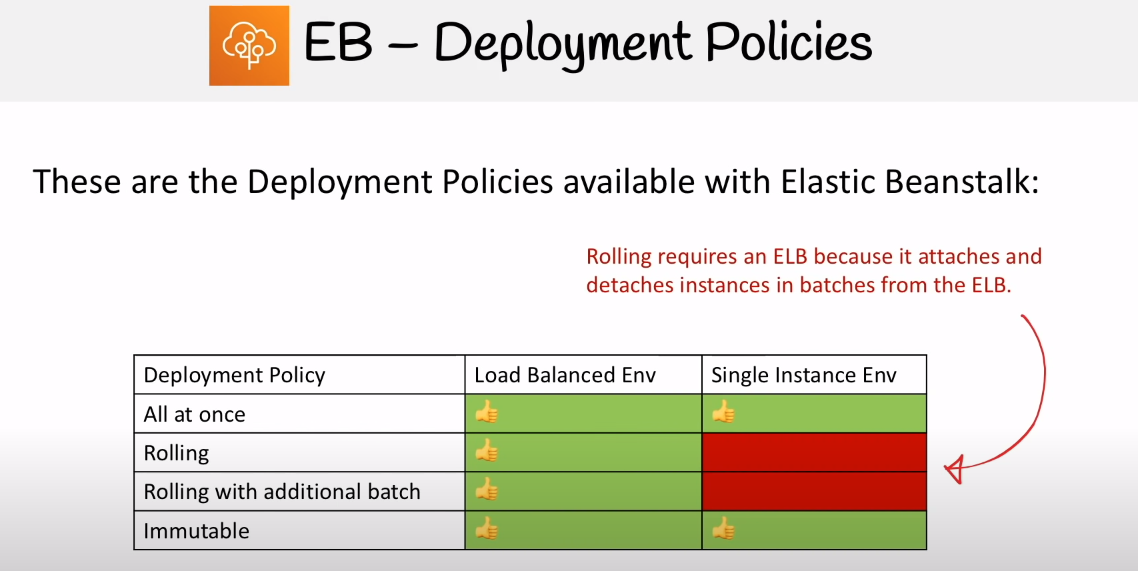 EB – Deployment Policies
These are the Deployment Policies available with Elastic Beanstalk:
Rolling requires an ELB because it attaches and
detaches instances in batches from the ELB.
Deployment Policy Load Balanced Env Single Instance Env
All at once
Rolling
Rolling with additional batch
Immutable